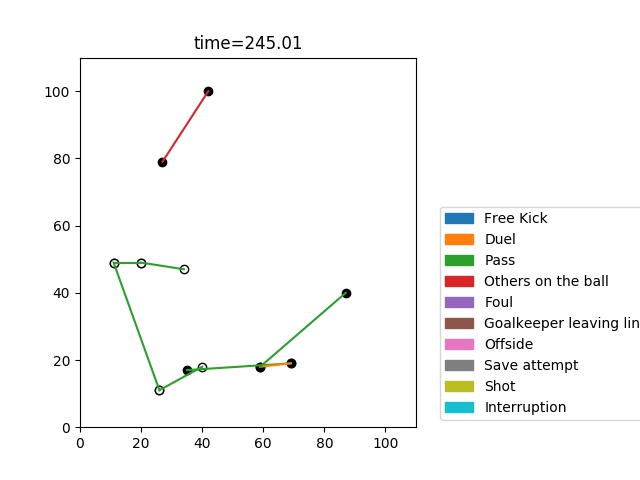 time=245.01
100
80
60
40
20
0
0 20 40 60 80 100
Free Kick
Duel
Pass
Others on the ball
Foul
Goalkeeper leaving lin
Offside
Save attempt
Shot
Interruption